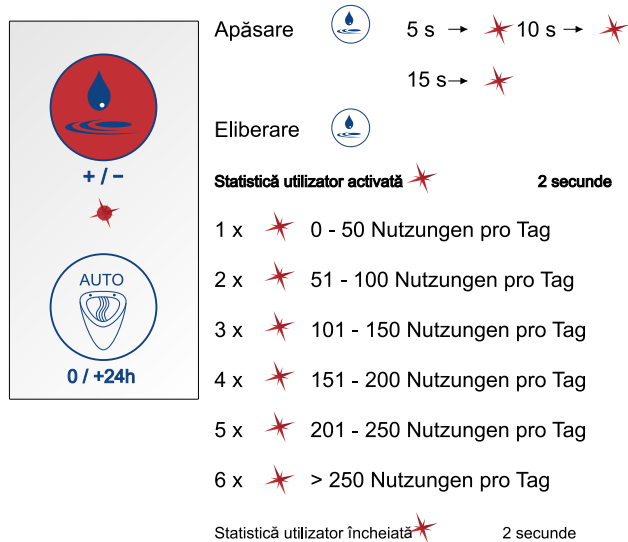 + / −
AUTO
0 / +24h
Apăsare 5 s → 10 s →
15 s→
Eliberare
Statistică utilizator activată 2 secunde
1 x 0 - 50 Nutzungen pro Tag
2 x 51 - 100 Nutzungen pro Tag
3 x 101 - 150 Nutzungen pro Tag
4 x 151 - 200 Nutzungen pro Tag
5 x 201 - 250 Nutzungen pro Tag
6 x > 250 Nutzungen pro Tag
Statistică utilizator încheiată 2 secunde